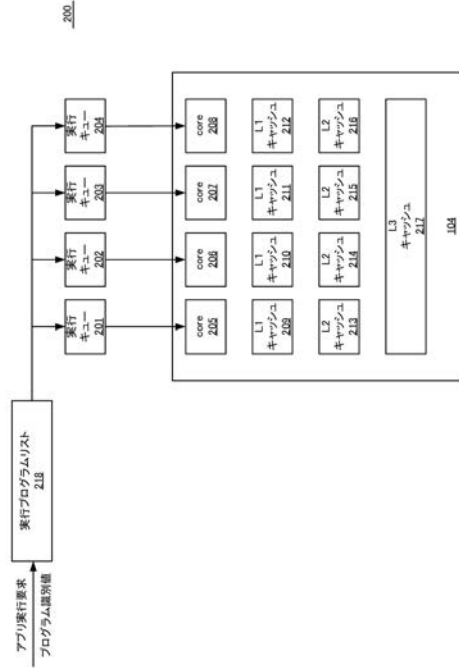 200
アプリ実行要求
プログラム識別値
実行プログラムリスト
218
実行
キュー
201
実行
キュー
202
実行
キュー
203
実行
キュー
204
core
205
core
206
core
207
core
208
L1
キャッシュ
209
L1
キャッシュ
210
L1
キャッシュ
211
L1
キャッシュ
212
L2
キャッシュ
213
L2
キャッシュ
214
L2
キャッシュ
215
L2
キャッシュ
216
L3
キャッシュ
217
104